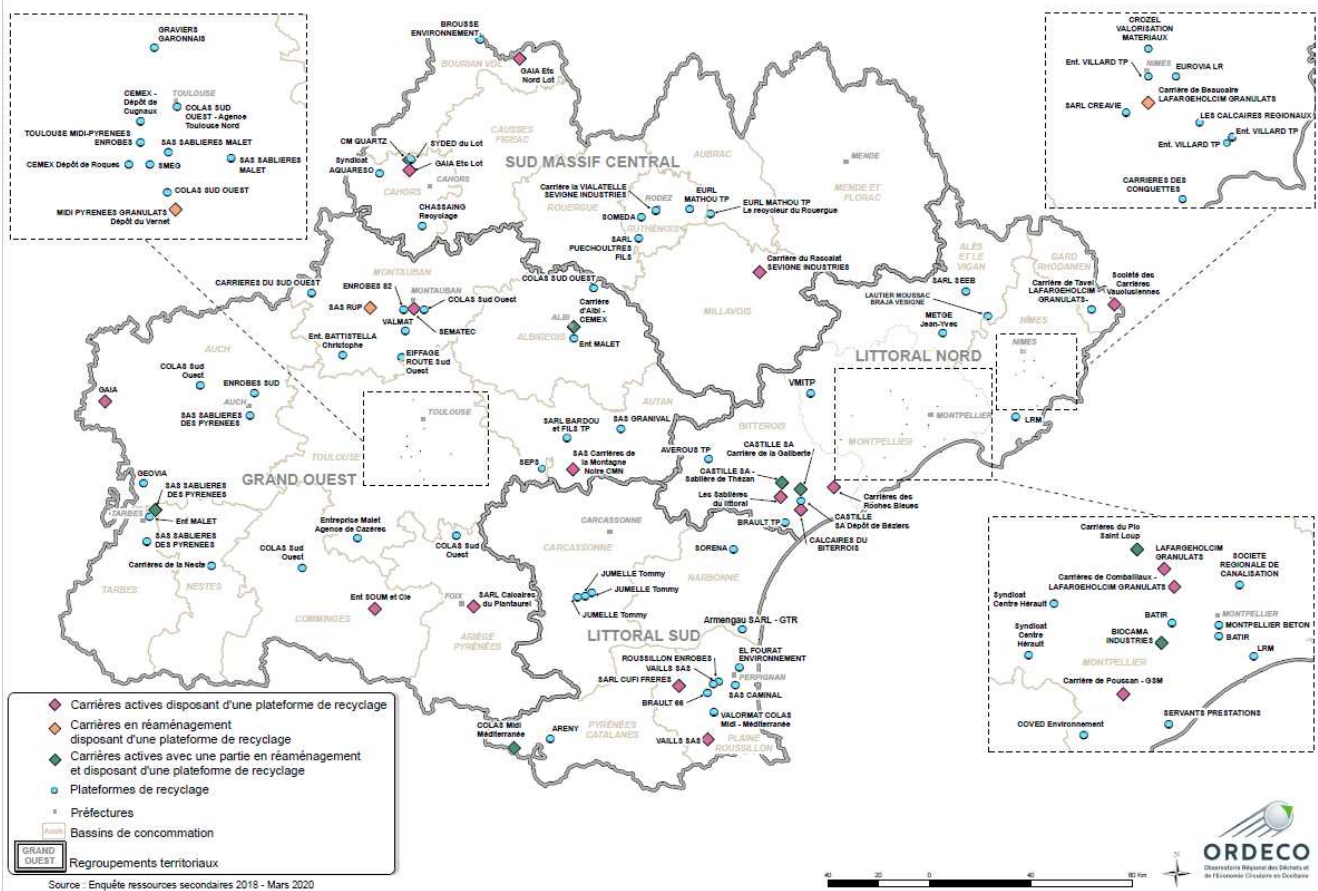 GRAVIERS
GARONNAIS
CEMEX -
Dépôt de
Cugnaux
TOULOUSE
COLAS SUD
OUEST - Agence
Toulouse Nord
TOULOUSE MIDI-PYRENEES
ENROBES
SAS SABLIERES MALET
CEMEX Dépôt de Roques
SMEG
SAS SABLIERES
MALET
COLAS SUD OUEST
MIDI PYRENEES GRANULATS
Dépôt du Vernet
BROUSSE
ENVIRONNEMENT
BOURIAN VDL
GAIA Ets
Nord Lot
CAUSSES
FIGEAC
CM QUARTZ
SYDED du Lot
Syndicat
AQUARESO
GAIA Ets Lot
CAHORS
CAHORS
CHASSAING
Recyclage
SUD MASSIF CENTRAL
AUBRAC
MENDE
MENDE ET
FLORAC
Carrière la VIALATELLE
SEVIGNE INDUSTRIES
RODEZ
EURL
MATHOU TP
EURL MATHOU TP
Le recycleur du Rouergue
ROUERGUE
SOMEDA
RUTHÉNOIS
SARL
PUECHOULTRES
FILS
Carrière du Rascalat
SEVIGNE INDUSTRIES
MILLAVOIS
CROZEL
VALORISATION
MATERIAUX
Ent. VILLARD TP
NIMES
EUROVIA LR
Carrière de Beaucaire
LAFARGEHOLCIM GRANULATS
SARL CREAVIE
LES CALCAIRES REGIONAUX
Ent. VILLARD TP
Ent. VILLARD TP
CARRIERES DES
CONQUETTES
ALÈS
ET LE
VIGAN
GARD
RHODANIEN
SARL SEEB
Carrière de Tavel
LAFARGEHOLCIM
GRANULATS-
Société des
Carrières
Vauclusiennes
LAUTIER MOUSSAC
BRAJA VESIGNE
METGE
Jean-Yves
NÎMES
NIMES
LITTORAL NORD
LRM
MONTAUBAN
CARRIERES DU SUD OUEST
ENROBES 82
MONTAUBAN
SAS RUP
COLAS Sud Ouest
VALMAT
SEMATEC
Ent. BATTISTELLA
Christophe
EIFFAGE
ROUTE Sud
Ouest
COLAS SUD OUEST
Carrière
d'Albi -
CEMEX
ALBI
ALBIGEOIS
Ent MALET
AUCH
COLAS Sud
Ouest
ENROBES SUD
GAIA
AUCH
SAS SABLIERES
DES PYRENEES
TOULOUSE
TOULOUSE
AUTAN
SARL BARDOU
et FILS TP
SAS GRANIVAL
SEPS
SAS Carrières de
la Montagne
Noire CMN
GRAND OUEST
GEOVIA
SAS SABLIERES
DES PYRENEES
TARBES
Ent MALET
SAS SABLIERES
DES PYRENEES
Carrières de la Neste
TARBES
NESTES
Entreprise Malet
Agence de Cazères
COLAS Sud
Ouest
COLAS Sud
Ouest
Ent SOUM et Cie
FOIX
SARL Calcaires
du Plantaurel
COMMINGES
ARIÈGE
PYRÉNÉES
VMITP
BITTEROIS
MONTPELLIER
MONTPELLIER
CASTILLE SA
Carrière de la Galiberte
AVEROUS TP
CASTILLE SA -
Sablière de Thézan
Les Sablières
du littoral
Carrières des
Roches Bleues
CASTILLE
SA Dépôt de Béziers
BRAULT TP
CALCAIRES DU
BITERROIS
CARCASSONNE
CARCASSONNE
SORENA
NARBONNE
JUMELLE Tommy
JUMELLE Tommy
JUMELLE Tommy
LITTORAL SUD
Armengau SARL - GTR
ROUSSILLON ENROBES
EL FOURAT
ENVIRONNEMENT
VAILLS SAS
SARL CUFI FRERES
PERPIGNAN
SAS CAMINAL
BRAULT 66
VALORMAT COLAS
Midi - Méditerranée
COLAS Midi
Méditerranée
ARENY
PYRÉNÉES
CATALANES
VAILLS SAS
PLAINE
ROUSSILLON
Carrières du Pic
Saint Loup
LAFARGEHOLCIM
GRANULATS
Carrières de Combaillaux -
LAFARGEHOLCIM GRANULATS
SOCIETE
REGIONALE DE
CANALISATION
Syndicat
Centre Hérault
BATIR
MONTPELLIER
MONTPELLIER BETON
Syndicat
Centre
Hérault
BIOCAMA
INDUSTRIES
BATIR
LRM
MONTPELLIER
Carrière de Poussan - GSM
SERVANTS PRESTATIONS
COVED Environnement
Carrières actives disposant d'une plateforme de recyclage
Carrières en réaménagement
disposant d'une plateforme de recyclage
Carrières actives avec une partie en réaménagement
et disposant d'une plateforme de recyclage
Plateformes de recyclage
Préfectures
Auch
Bassins de concommation
GRAND
OUEST
Regroupements territoriaux
Source : Enquête ressources secondaires 2018 - Mars 2020
N
40 20 0 40 80 Km
ORDECO
Observatoire Régional des Déchets et
de l'Economie Circulaire en Occitanie